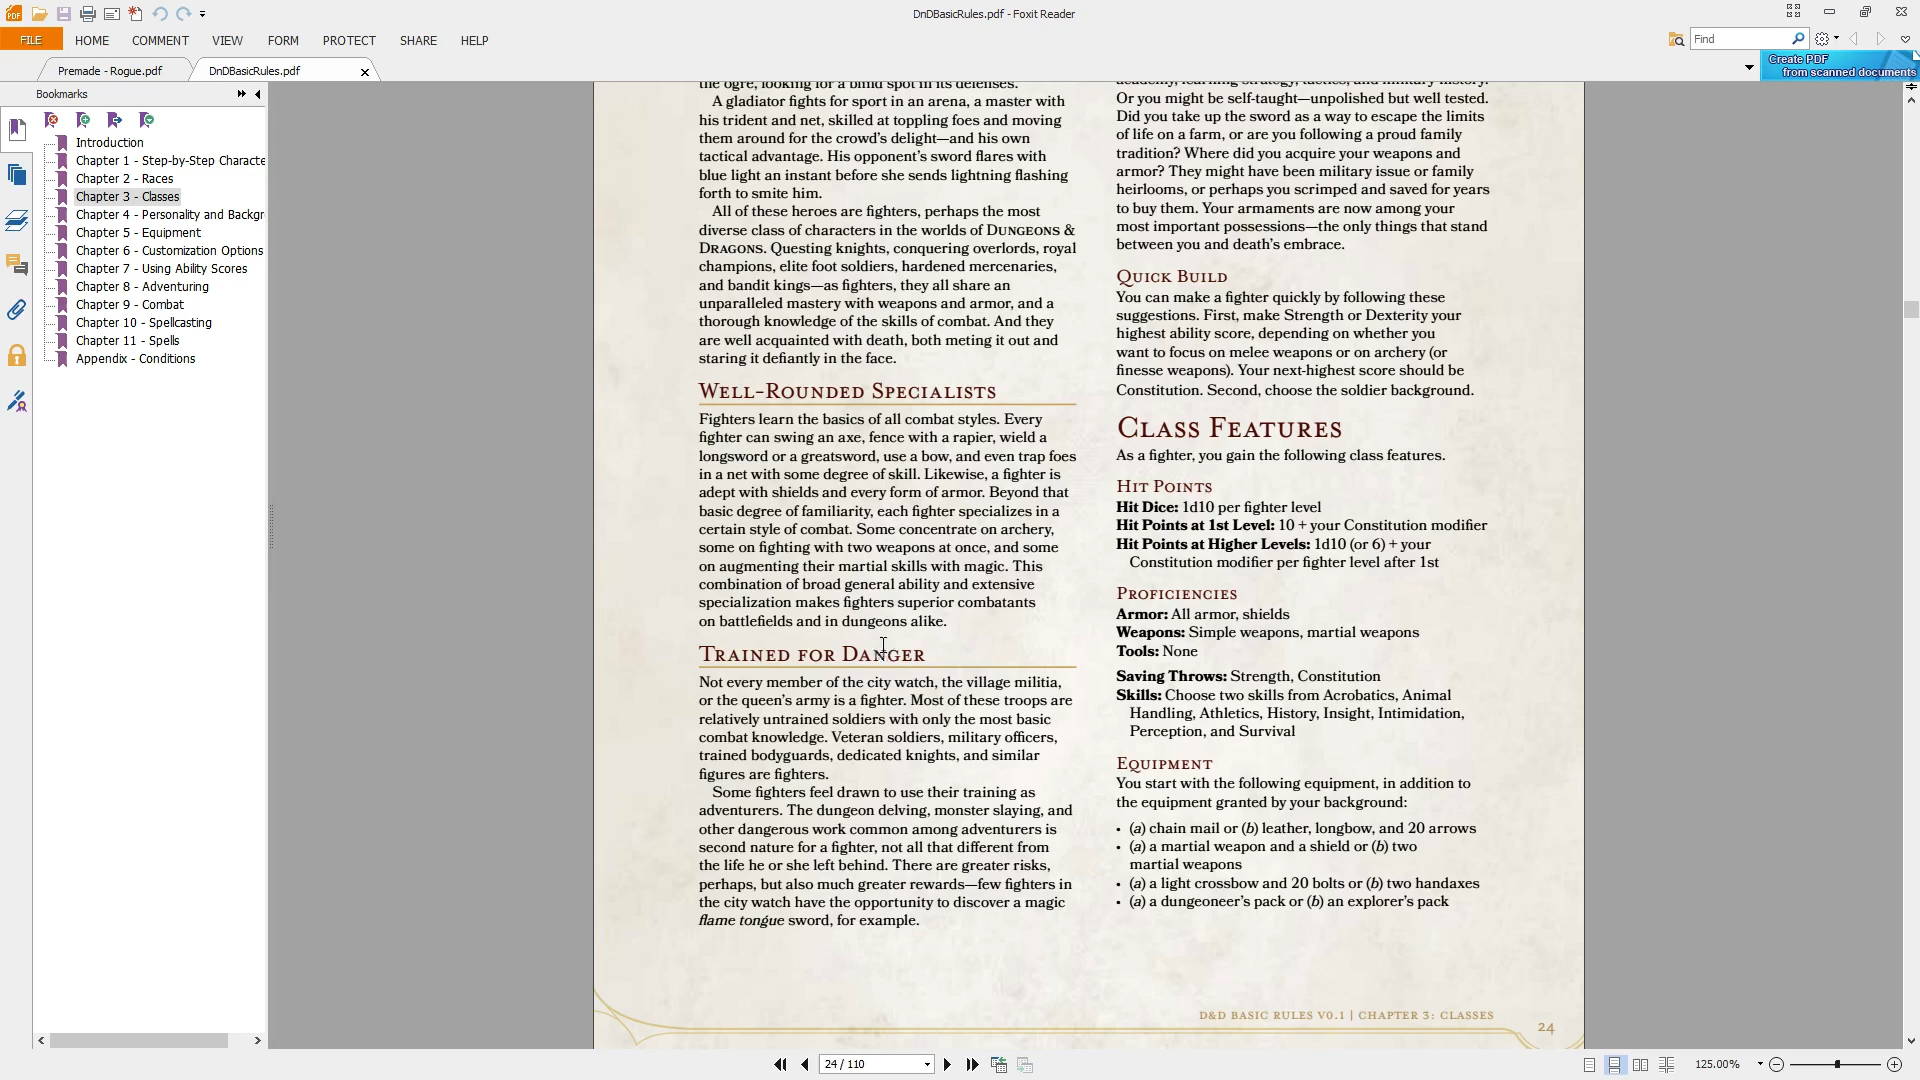 DnDBasicRules.pdf - Foxit Reader
FILE HOME COMMENT VIEW FORM PROTECT SHARE HELP
Find
Premade - Rogue.pdf DnDBasicRules.pdf
Create PDF
from scanned documents
Bookmarks
Introduction
Chapter 1 - Step-by-Step Characte
Chapter 2 - Races
Chapter 3 - Classes
Chapter 4 - Personality and Backgr
Chapter 5 - Equipment
Chapter 6 - Customization Options
Chapter 7 - Using Ability Scores
Chapter 8 - Adventuring
Chapter 9 - Combat
Chapter 10 - Spellcasting
Chapter 11 - Spells
Appendix - Conditions
the ogre, looking for a blind spot in its defenses.
A gladiator fights for sport in an arena, a master with
his trident and net, skilled at toppling foes and moving
them around for the crowd's delight—and his own
tactical advantage. His opponent's sword flares with
blue light an instant before she sends lightning flashing
forth to smite him.
All of these heroes are fighters, perhaps the most
diverse class of characters in the worlds of DUNGEONS &
DRAGONS. Questing knights, conquering overlords, royal
champions, elite foot soldiers, hardened mercenaries,
and bandit kings—as fighters, they all share an
unparalleled mastery with weapons and armor, and a
thorough knowledge of the skills of combat. And they
are well acquainted with death, both meting it out and
staring it defiantly in the face.
WELL-ROUNDED SPECIALISTS
Fighters learn the basics of all combat styles. Every
fighter can swing an axe, fence with a rapier, wield a
longsword or a greatsword, use a bow, and even trap foes
in a net with some degree of skill. Likewise, a fighter is
adept with shields and every form of armor. Beyond that
basic degree of familiarity, each fighter specializes in a
certain style of combat. Some concentrate on archery,
some on fighting with two weapons at once, and some
on augmenting their martial skills with magic. This
combination of broad general ability and extensive
specialization makes fighters superior combatants
on battlefields and in dungeons alike.
TRAINED FOR DANGER
Not every member of the city watch, the village militia,
or the queen's army is a fighter. Most of these troops are
relatively untrained soldiers with only the most basic
combat knowledge. Veteran soldiers, military officers,
trained bodyguards, dedicated knights, and similar
figures are fighters.
Some fighters feel drawn to use their training as
adventurers. The dungeon delving, monster slaying, and
other dangerous work common among adventurers is
second nature for a fighter, not all that different from
the life he or she left behind. There are greater risks,
perhaps, but also much greater rewards—few fighters in
the city watch have the opportunity to discover a magic
flame tongue sword, for example.
academy, learning strategy, tactics, and military history.
Or you might be self-taught—unpolished but well tested.
Did you take up the sword as a way to escape the limits
of life on a farm, or are you following a proud family
tradition? Where did you acquire your weapons and
armor? They might have been military issue or family
heirlooms, or perhaps you scrimped and saved for years
to buy them. Your armaments are now among your
most important possessions—the only things that stand
between you and death's embrace.
QUICK BUILD
You can make a fighter quickly by following these
suggestions. First, make Strength or Dexterity your
highest ability score, depending on whether you
want to focus on melee weapons or on archery (or
finesse weapons). Your next-highest score should be
Constitution. Second, choose the soldier background.
CLASS FEATURES
As a fighter, you gain the following class features.
HIT POINTS
Hit Dice: 1d10 per fighter level
Hit Points at 1st Level: 10 + your Constitution modifier
Hit Points at Higher Levels: 1d10 (or 6) + your
Constitution modifier per fighter level after 1st
PROFICIENCIES
Armor: All armor, shields
Weapons: Simple weapons, martial weapons
Tools: None
Saving Throws: Strength, Constitution
Skills: Choose two skills from Acrobatics, Animal
Handling, Athletics, History, Insight, Intimidation,
Perception, and Survival
EQUIPMENT
You start with the following equipment, in addition to
the equipment granted by your background:
• (a) chain mail or (b) leather, longbow, and 20 arrows
• (a) a martial weapon and a shield or (b) two
martial weapons
• (a) a light crossbow and 20 bolts or (b) two handaxes
• (a) a dungeoneer's pack or (b) an explorer's pack
D&D BASIC RULES V0.1 | CHAPTER 3: CLASSES
24
24 / 110
125.00%